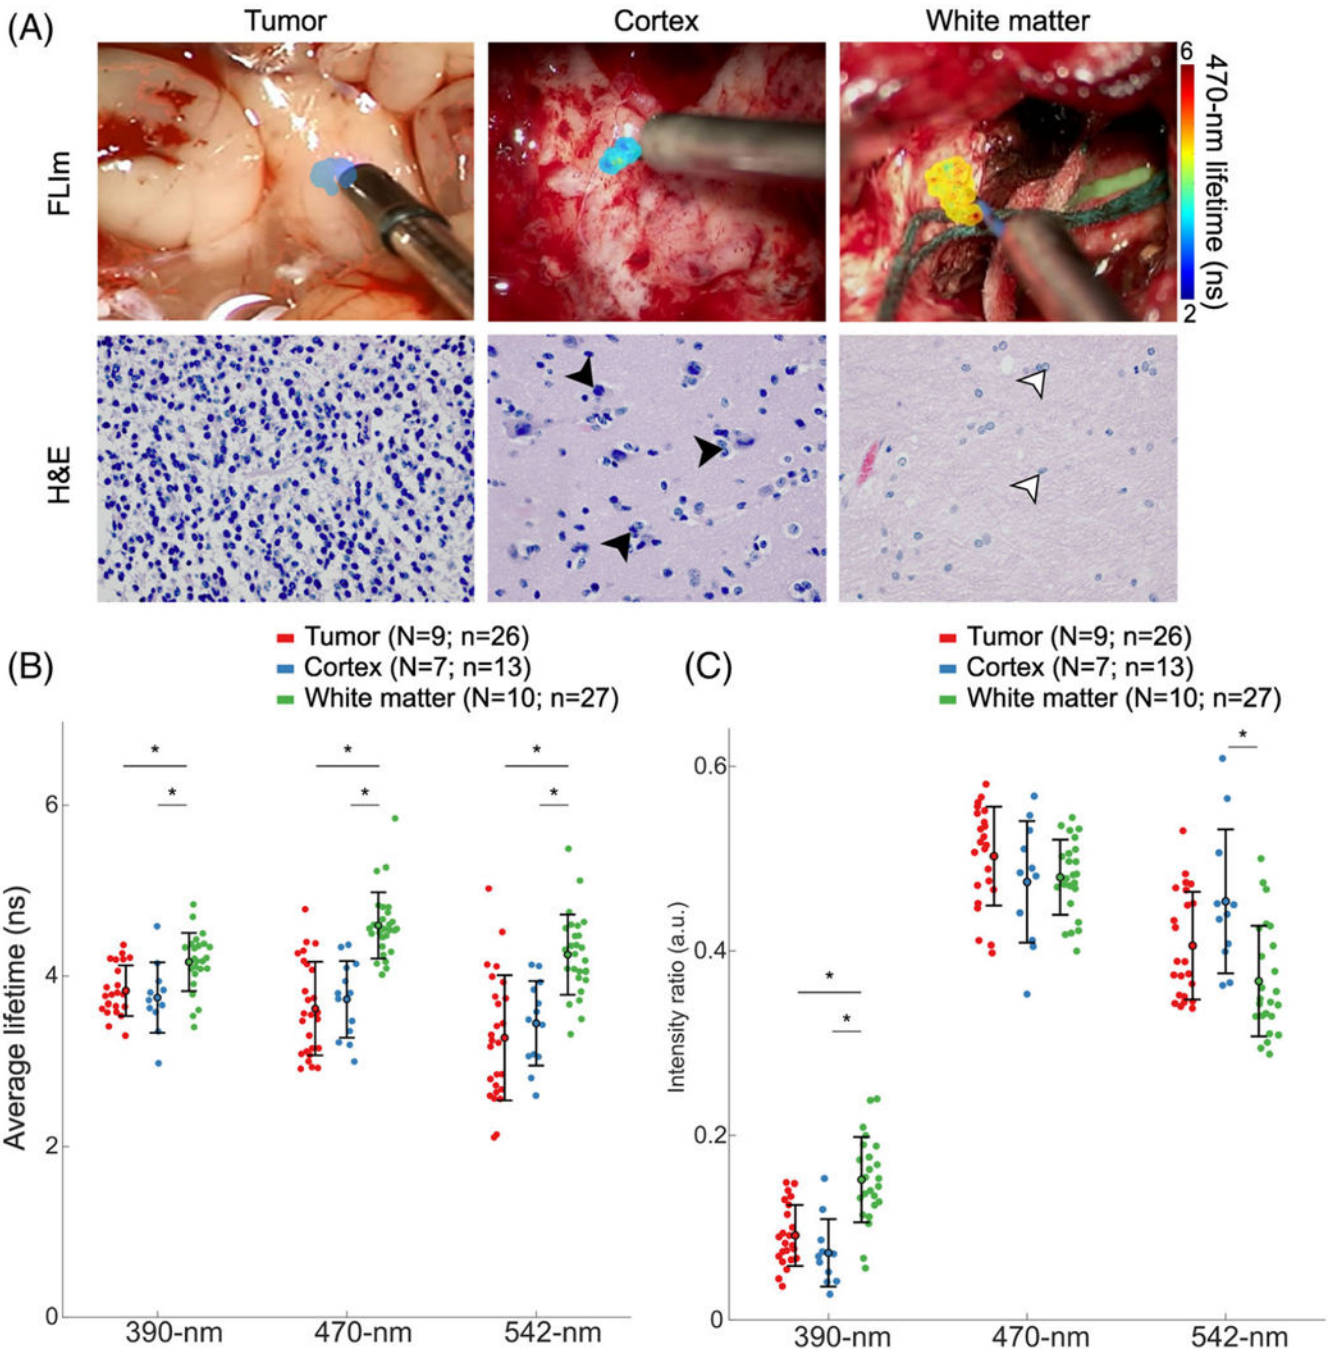 (A)
Tumor
Cortex
White matter
FLIm
6
470-nm lifetime (ns)
2
H&E
(B)
Tumor (N=9; n=26)
Cortex (N=7; n=13)
White matter (N=10; n=27)
Average lifetime (ns)
6
4
2
0
* * *
* * *
390-nm 470-nm 542-nm
(C)
Tumor (N=9; n=26)
Cortex (N=7; n=13)
White matter (N=10; n=27)
Intensity ratio (a.u.)
0.6
0.4
0.2
0
*
*
*
390-nm 470-nm 542-nm